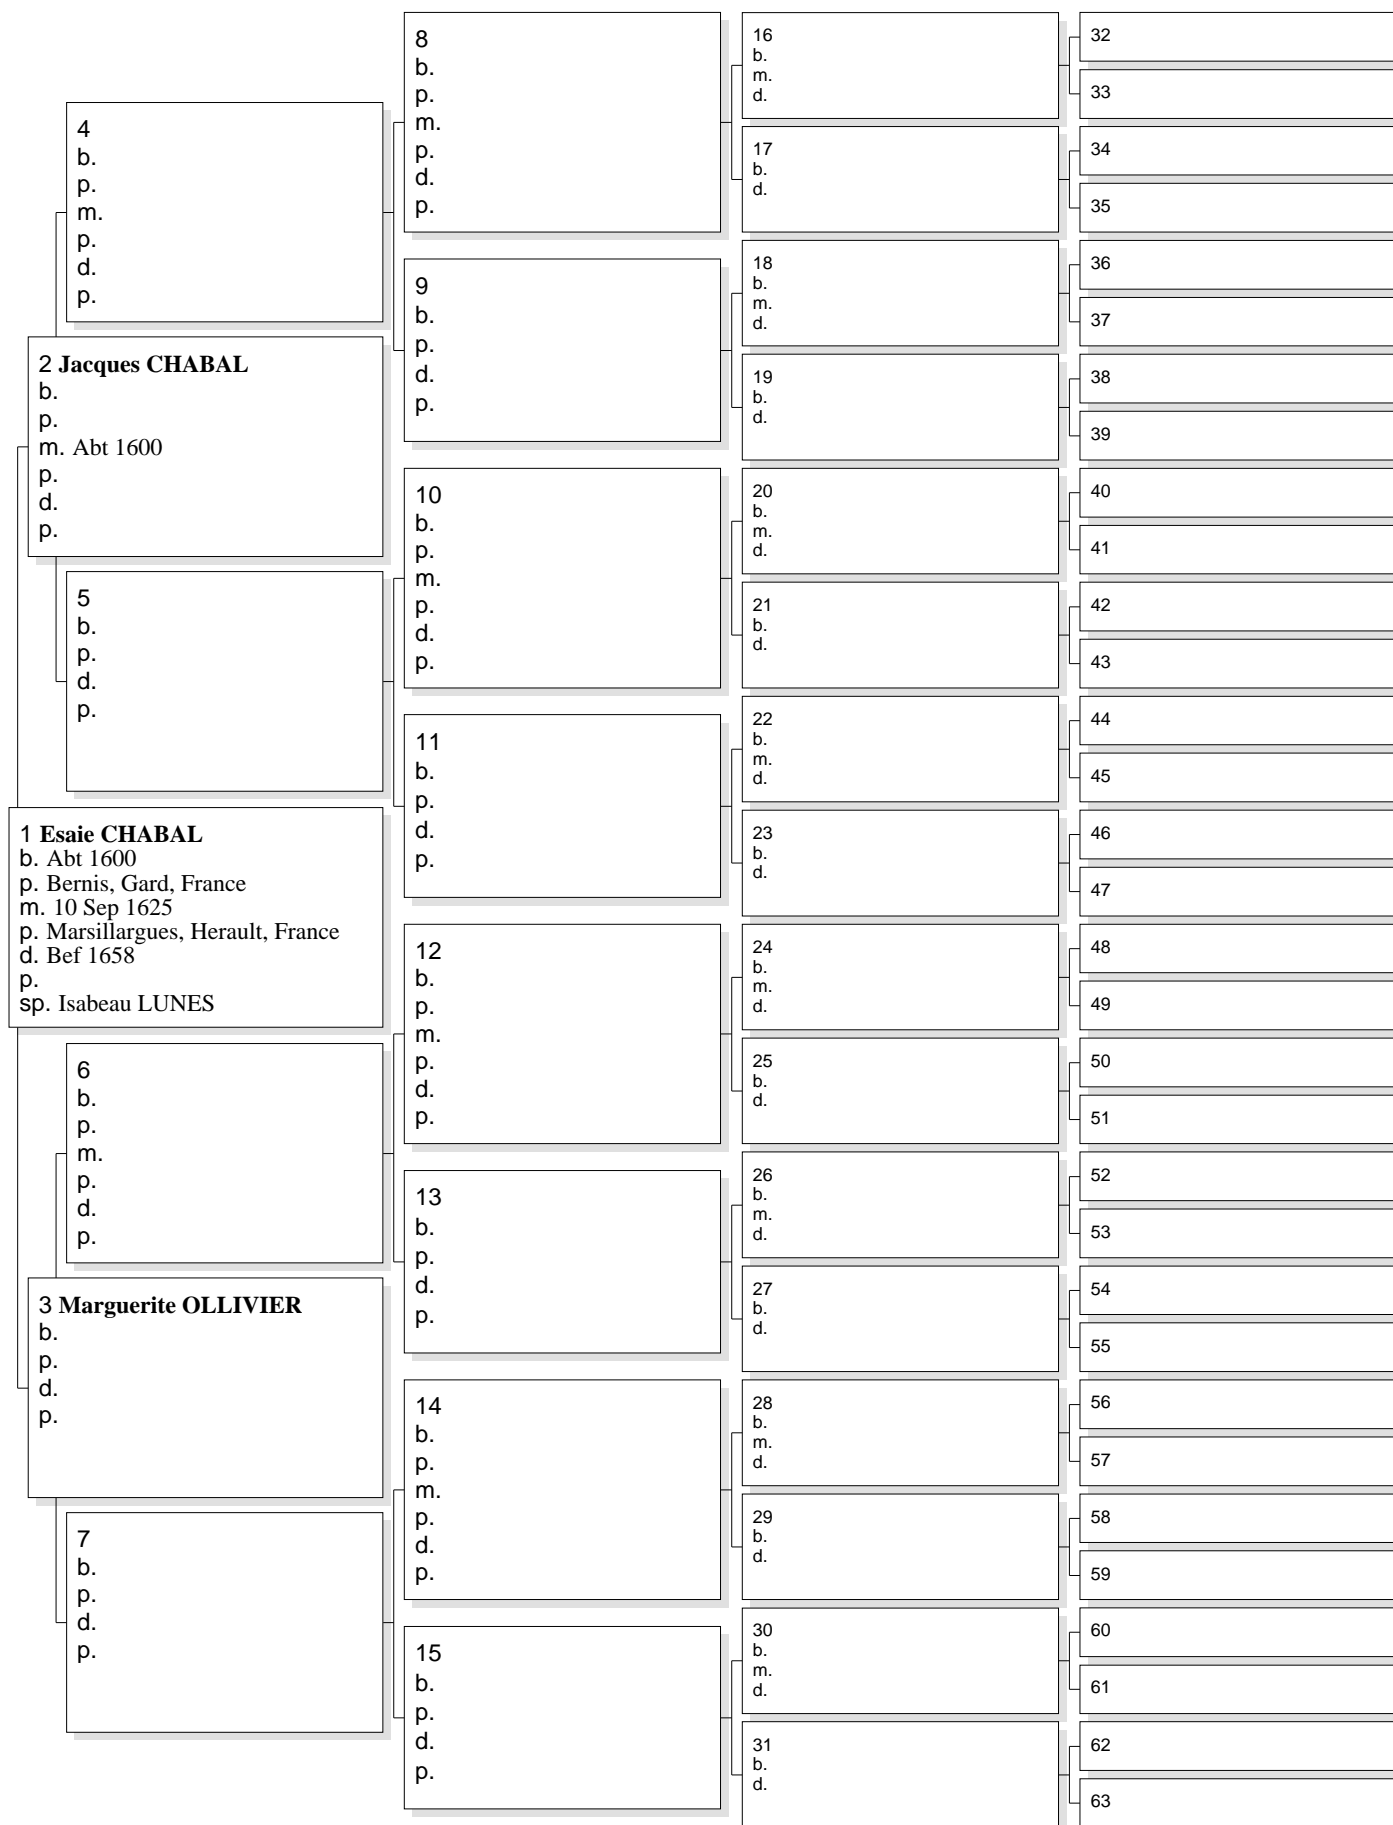 1 Esaie CHABAL
b. Abt 1600
p. Bernis, Gard, France
m. 10 Sep 1625
p. Marsillargues, Herault, France
d. Bef 1658
p.
sp. Isabeau LUNES
2 Jacques CHABAL
b.
p.
m. Abt 1600
p.
d.
p.
3 Marguerite OLLIVIER
b.
p.
d.
p.
4
b.
p.
m.
p.
d.
p.
5
b.
p.
d.
p.
6
b.
p.
m.
p.
d.
p.
7
b.
p.
d.
p.
8
b.
p.
m.
p.
d.
p.
9
b.
p.
d.
p.
10
b.
p.
m.
p.
d.
p.
11
b.
p.
d.
p.
12
b.
p.
m.
p.
d.
p.
13
b.
p.
d.
p.
14
b.
p.
m.
p.
d.
p.
15
b.
p.
d.
p.
16
b.
m.
d.
17
b.
d.
18
b.
m.
d.
19
b.
d.
20
b.
m.
d.
21
b.
d.
22
b.
m.
d.
23
b.
d.
24
b.
m.
d.
25
b.
d.
26
b.
m.
d.
27
b.
d.
28
b.
m.
d.
29
b.
d.
30
b.
m.
d.
31
b.
d.
32
33
34
35
36
37
38
39
40
41
42
43
44
45
46
47
48
49
50
51
52
53
54
55
56
57
58
59
60
61
62
63